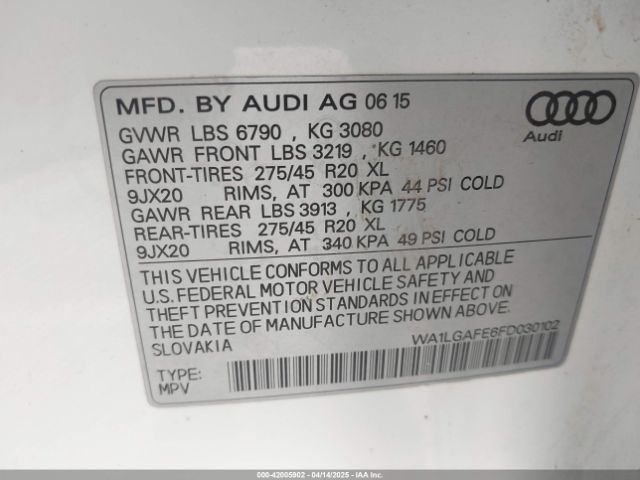 MFD. BY AUDI AG 06 15
GVWR LBS 6790 , KG 3080
GAWR FRONT LBS 3219 , KG 1460
FRONT-TIRES 275/45 R20 XL
9JX20 RIMS, AT 300 KPA 44 PSI COLD
GAWR REAR LBS 3913 , KG 1775
REAR-TIRES 275/45 R20 XL
9JX20 RIMS, AT 340 KPA 49 PSI COLD
Audi
THIS VEHICLE CONFORMS TO ALL APPLICABLE
U.S. FEDERAL MOTOR VEHICLE SAFETY AND
THEFT PREVENTION STANDARDS IN EFFECT ON
THE DATE OF MANUFACTURE SHOWN ABOVE.
SLOVAKIA
WA1LGAFE6FD030102
TYPE:
MPV
000-42005902 - 04/14/2025 - IAAI, Inc.